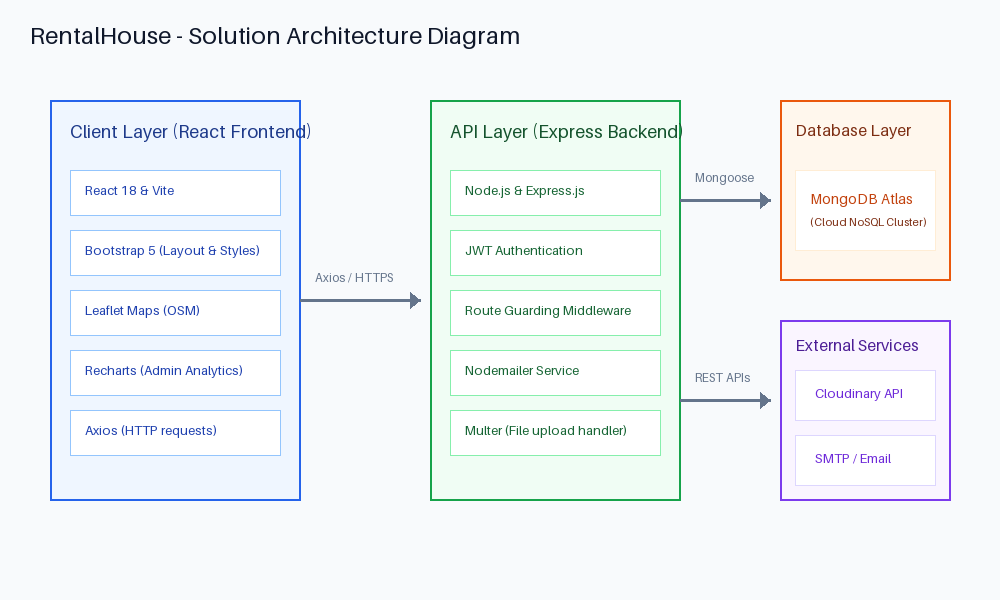 RentalHouse - Solution Architecture Diagram
Client Layer (React Frontend)
React 18 & Vite
Bootstrap 5 (Layout & Styles)
Leaflet Maps (OSM)
Recharts (Admin Analytics)
Axios (HTTP requests)
Axios / HTTPS
API Layer (Express Backend)
Node.js & Express.js
JWT Authentication
Route Guarding Middleware
Nodemailer Service
Multer (File upload handler)
Mongoose
REST APIs
Database Layer
MongoDB Atlas
(Cloud NoSQL Cluster)
External Services
Cloudinary API
SMTP / Email